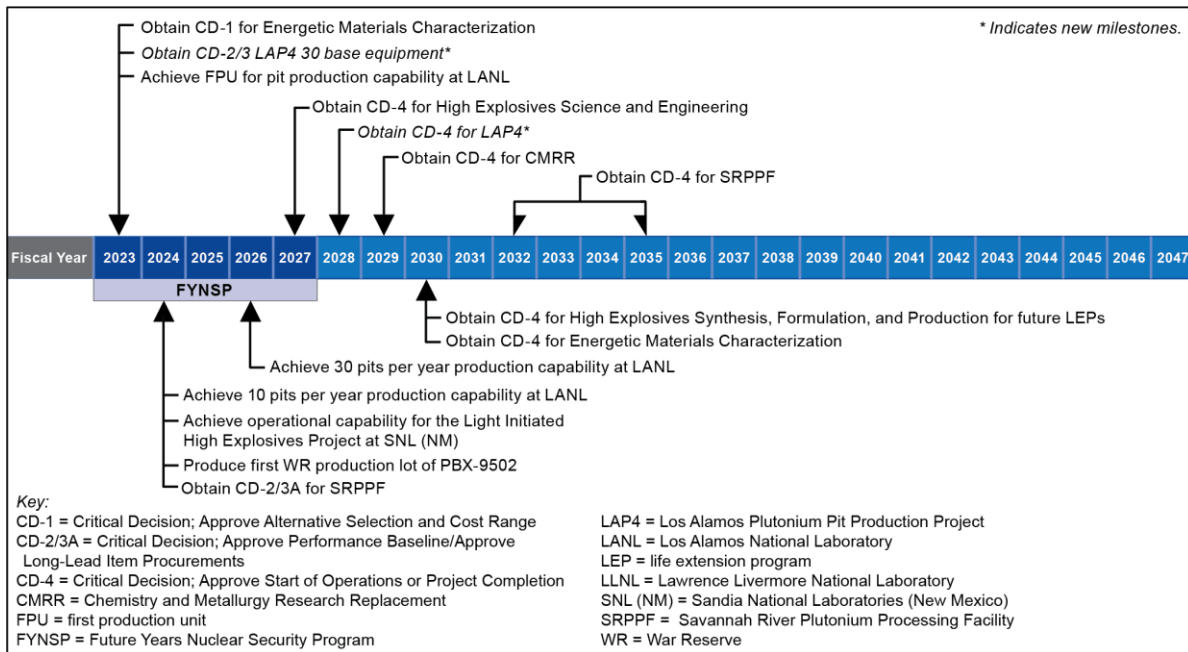 Obtain CD-1 for Energetic Materials Characterization
* Indicates new milestones.
Obtain CD-2/3 LAP4 30 base equipment*
Achieve FPU for pit production capability at LANL
Obtain CD-4 for High Explosives Science and Engineering
Obtain CD-4 for LAP4*
Obtain CD-4 for CMRR
Obtain CD-4 for SRPPF
Fiscal Year 2023 2024 2025 2026 2027 2028 2029 2030 2031 2032 2033 2034 2035 2036 2037 2038 2039 2040 2041 2042 2043 2044 2045 2046 2047
FYNSP
Obtain CD-4 for High Explosives Synthesis, Formulation, and Production for future LEPs
Obtain CD-4 for Energetic Materials Characterization
Achieve 30 pits per year production capability at LANL
Achieve 10 pits per year production capability at LANL
Achieve operational capability for the Light Initiated
High Explosives Project at SNL (NM)
Produce first WR production lot of PBX-9502
Obtain CD-2/3A for SRPPF
Key:
CD-1 = Critical Decision; Approve Alternative Selection and Cost Range
CD-2/3A = Critical Decision; Approve Performance Baseline/Approve
Long-Lead Item Procurements
CD-4 = Critical Decision; Approve Start of Operations or Project Completion
CMRR = Chemistry and Metallurgy Research Replacement
FPU = first production unit
FYNSP = Future Years Nuclear Security Program
LAP4 = Los Alamos Plutonium Pit Production Project
LANL = Los Alamos National Laboratory
LEP = life extension program
LLNL = Lawrence Livermore National Laboratory
SNL (NM) = Sandia National Laboratories (New Mexico)
SRPPF = Savannah River Plutonium Processing Facility
WR = War Reserve